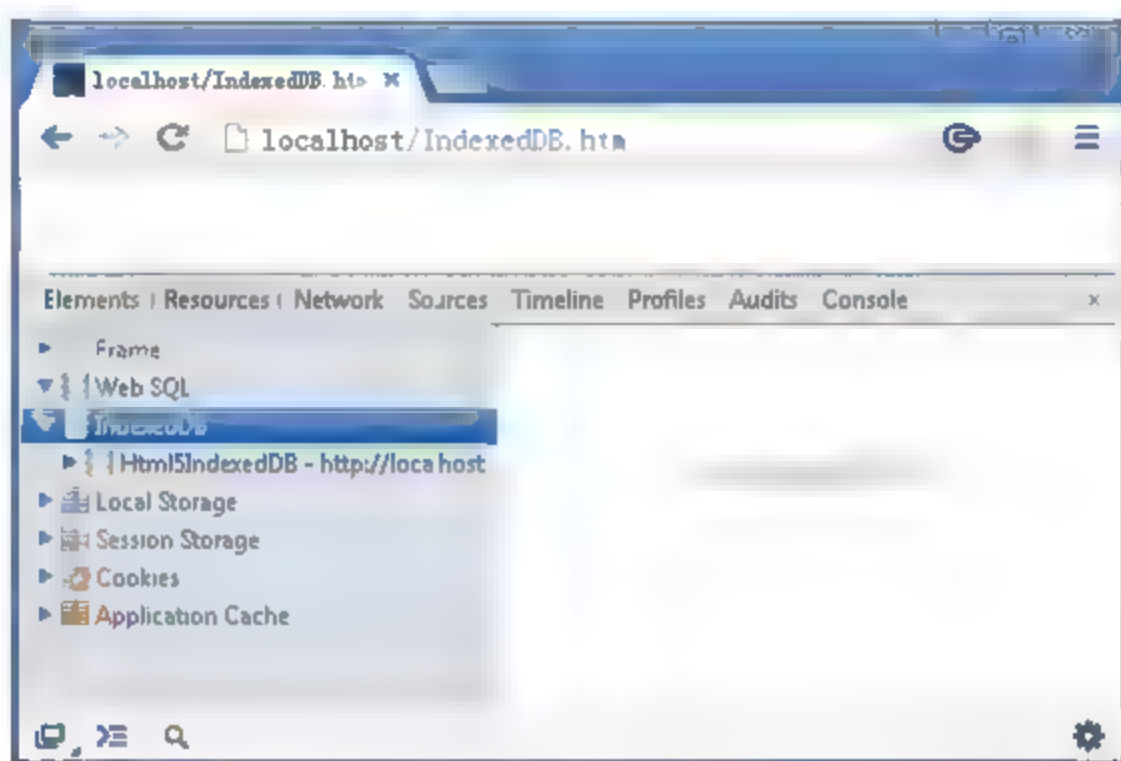 localhost/IndexedDB.ht
localhost/IndexedDB.htm
Elements Resources Network Sources Timeline Profiles Audits Console ×
Frame
Web SQL
IndexedDB
Html5IndexedDB - http://localhost
Local Storage
Session Storage
Cookies
Application Cache